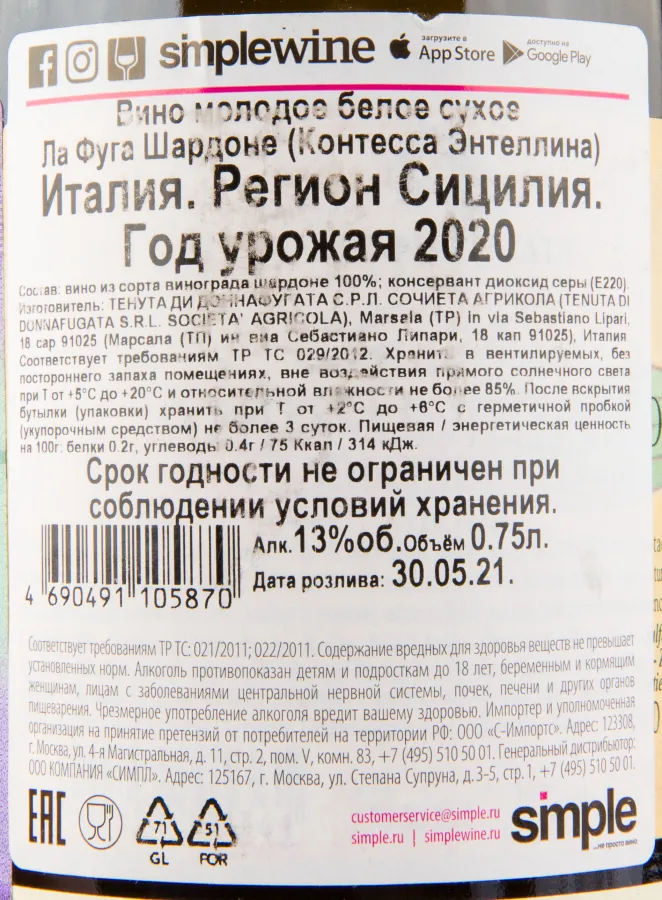 simplewine загрузите в App Store доступно на Google Play
Вино молодое белое сухое
Ла Фуга Шардоне (Контесса Энтеллина)
Италия. Регион Сицилия.
Год урожая 2020
Состав: вино из сорта винограда шардоне 100%; консервант диоксид серы (Е220).
Изготовитель: ТЕНУТА ДИ ДОННАФУГАТА С.Р.Л. СОЧИЕТА АГРИКОЛА (TENUTA DI
DONNAFUGATA S.R.L. SOCIETA' AGRICOLA), Marsala (TP) in via Sebastiano Lipari,
18 cap 91025 (Марсала (ТП) ин виа Себастиано Липари, 18 кап 91025), Италия
Соответствует требованиям ТР ТС 029/2012. Хранить в вентилируемых, без
постороннего запаха помещениях, вне воздействия прямого солнечного света
при Т от +5°С до +20°С и относительной влажности не более 85%. После вскрытия
бутылки (упаковки) хранить при Т от +2°С до +6°С с герметичной пробкой
(укупорочным средством) не более 3 суток. Пищевая / энергетическая ценность
на 100г: белки 0.2г, углеводы 0.4г / 75 Ккал / 314 кДж.
Срок годности не ограничен при
соблюдении условий хранения.
Алк.13%об.Объём 0.75л.
Дата розлива: 30.05.21.
4 690491 105870
Соответствует требованиям ТР ТС: 021/2011; 022/2011. Содержание вредных для здоровья веществ не превышает
установленных норм. Алкоголь противопоказан детям и подросткам до 18 лет, беременным и кормящим
женщинам, лицам с заболеваниями центральной нервной системы, почек, печени и других органов
пищеварения. Чрезмерное употребление алкоголя вредит вашему здоровью. Импортер и уполномоченная
организация на принятие претензий от потребителей на территории РФ: ООО «С-Импортс». Адрес: 123308,
г. Москва, ул. 4-я Магистральная, д. 11, стр. 2, пом. V, комн. 83, +7 (495) 510 50 01. Генеральный дистрибьютор:
ООО КОМПАНИЯ «СИМПЛ». Адрес: 125167, г. Москва, ул. Степана Супруна, д.3-5, стр. 1, +7 (495) 510 50 01.
EAC 71 GL 51 FOR
customerservice@simple.ru
simple.ru | simplewine.ru
simple
...не просто вино